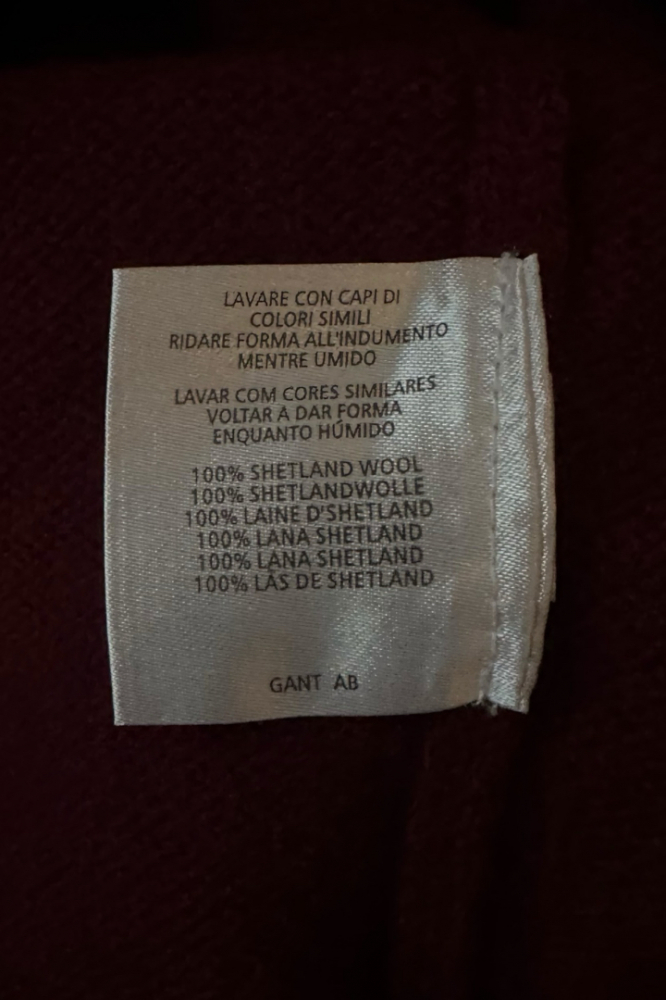 LAVARE CON CAPI DI
COLORI SIMILI
RIDARE FORMA ALL'INDUMENTO
MENTRE UMIDO
LAVAR COM CORES SIMILARES
VOLTAR A DAR FORMA
ENQUANTO HÚMIDO
100% SHETLAND WOOL
100% SHETLANDWOLLE
100% LAINE D'SHETLAND
100% LANA SHETLAND
100% LANA SHETLAND
100% LÃS DE SHETLAND
GANT AB